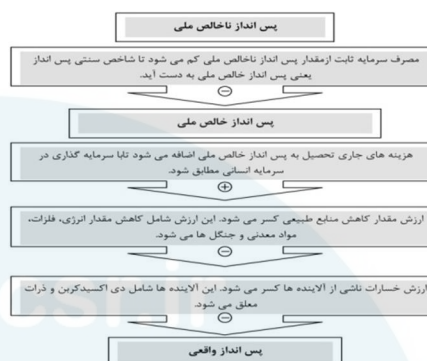 پس انداز ناخالص ملی
مصرف سرمایه ثابت ازمقدار پس انداز ناخالص ملی کم می شود تا شاخص سنتی پس انداز
یعنی پس انداز خالص ملی به دست آید.
پس انداز خالص ملی
هزینه های جاری تحصیل به پس انداز خالص ملی اضافه می شود تابا سرمایه گذاری در
سرمایه انسانی مطابق شود.
ارزش مقدار کاهش منابع طبیعی کسر می شود. این ارزش شامل کاهش مقدار انرژی، فلزات،
مواد معدنی و جنگل ها می شود.
ارزش خسارات ناشی از آلاینده ها کسر می شود. این آلاینده ها شامل دی اکسیدکربن و ذرات
معلق می شود.
پس انداز واقعی